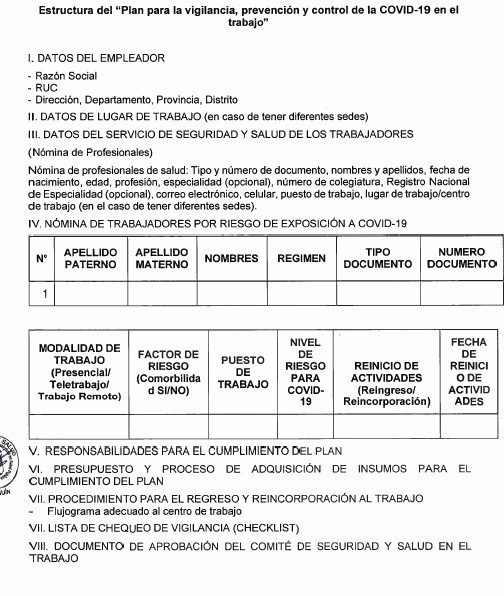 Estructura del “Plan para la vigilancia, prevención y control de la COVID-19 en el
trabajo”
I. DATOS DEL EMPLEADOR
- Razón Social
- RUC
- Dirección, Departamento, Provincia, Distrito
II. DATOS DE LUGAR DE TRABAJO (en caso de tener diferentes sedes)
III. DATOS DEL SERVICIO DE SEGURIDAD Y SALUD DE LOS TRABAJADORES
(Nómina de Profesionales)
Nómina de profesionales de salud: Tipo y número de documento, nombres y apellidos, fecha de
nacimiento, edad, profesión, especialidad (opcional), número de colegiatura, Registro Nacional
de Especialidad (opcional), correo electrónico, celular, puesto de trabajo, lugar de trabajo/centro
de trabajo (en el caso de tener diferentes sedes).
IV. NÓMINA DE TRABAJADORES POR RIESGO DE EXPOSICIÓN A COVID-19
N° APELLIDO PATERNO APELLIDO MATERNO NOMBRES REGIMEN TIPO DOCUMENTO NUMERO DOCUMENTO
1
MODALIDAD DE TRABAJO (Presencial/ Teletrabajo/ Trabajo Remoto) FACTOR DE RIESGO (Comorbilida d SI/NO) PUESTO DE TRABAJO NIVEL DE RIESGO PARA COVID-19 REINICIO DE ACTIVIDADES (Reingreso/ Reincorporación) FECHA DE REINICI O DE ACTIVID ADES
V. RESPONSABILIDADES PARA EL CUMPLIMIENTO DEL PLAN
VI. PRESUPUESTO Y PROCESO DE ADQUISICIÓN DE INSUMOS PARA EL
CUMPLIMIENTO DEL PLAN
VII. PROCEDIMIENTO PARA EL REGRESO Y REINCORPORACIÓN AL TRABAJO
- Flujograma adecuado al centro de trabajo
VII. LISTA DE CHEQUEO DE VIGILANCIA (CHECKLIST)
VIII. DOCUMENTO DE APROBACIÓN DEL COMITÉ DE SEGURIDAD Y SALUD EN EL
TRABAJO